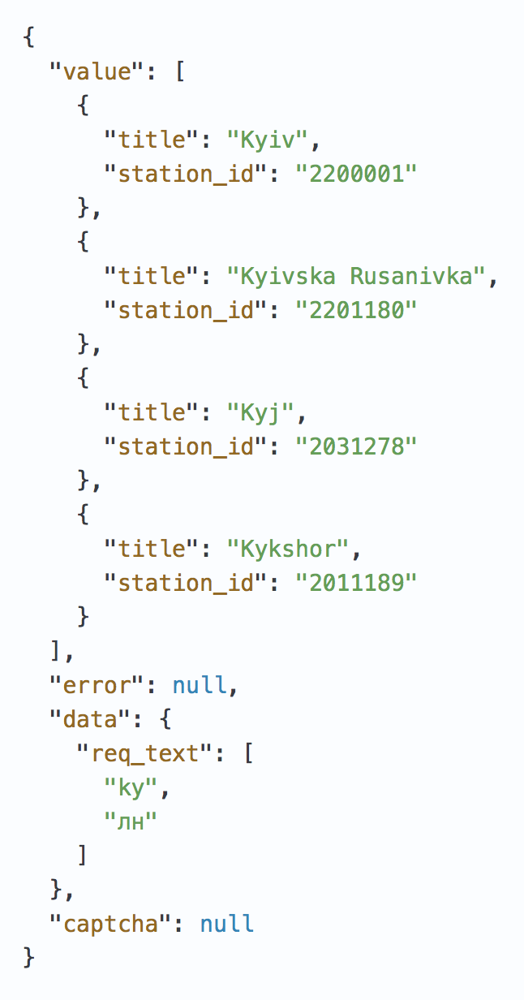 {
  "value": [
    {
      "title": "Kyiv",
      "station_id": "2200001"
    },
    {
      "title": "Kyivska Rusanivka",
      "station_id": "2201180"
    },
    {
      "title": "Kyj",
      "station_id": "2031278"
    },
    {
      "title": "Kykshor",
      "station_id": "2011189"
    }
  ],
  "error": null,
  "data": {
    "req_text": [
      "ky",
      "лн"
    ]
  },
  "captcha": null
}